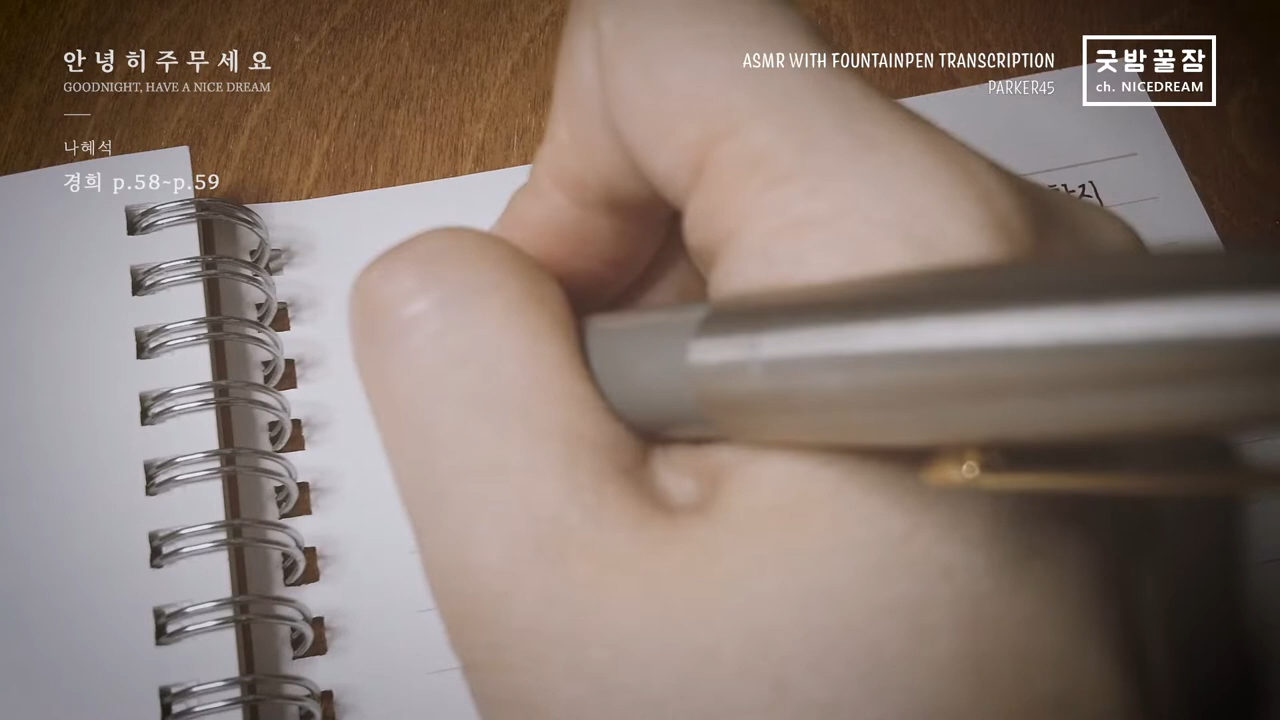 안녕히주무세요
GOODNIGHT, HAVE A NICE DREAM
나혜석
경희 p.58~p.59
ASMR WITH FOUNTAINPEN TRANSCRIPTION
PARKER45
굿밤꿀잠
ch. NICEDREAM